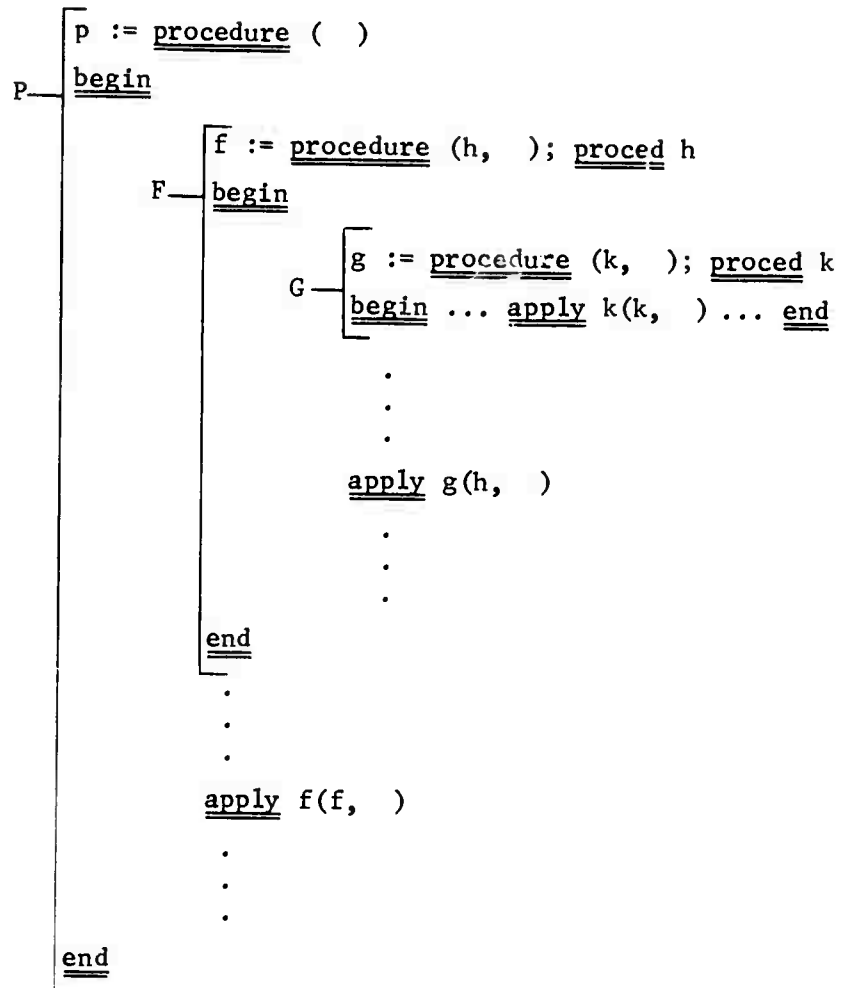 p := procedure ( )
P
begin
f := procedure (h, ); proced h
F
begin
g := procedure (k, ); proced k
G
begin ... apply k(k, ) ... end
.
.
.
apply g(h, )
.
.
.
end
.
.
.
apply f(f, )
.
.
.
end